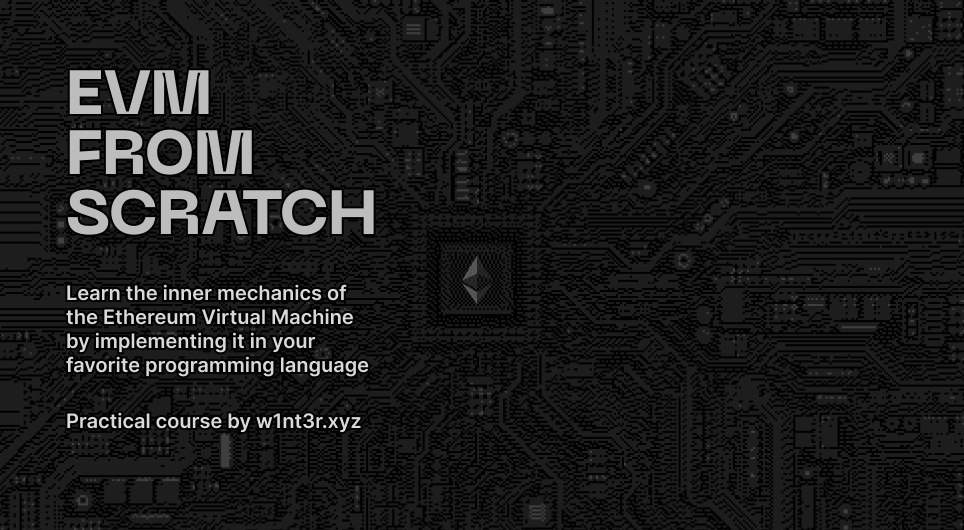 EVM
FROM
SCRATCH
Learn the inner mechanics of
the Ethereum Virtual Machine
by implementing it in your
favorite programming language
Practical course by w1nt3r.xyz